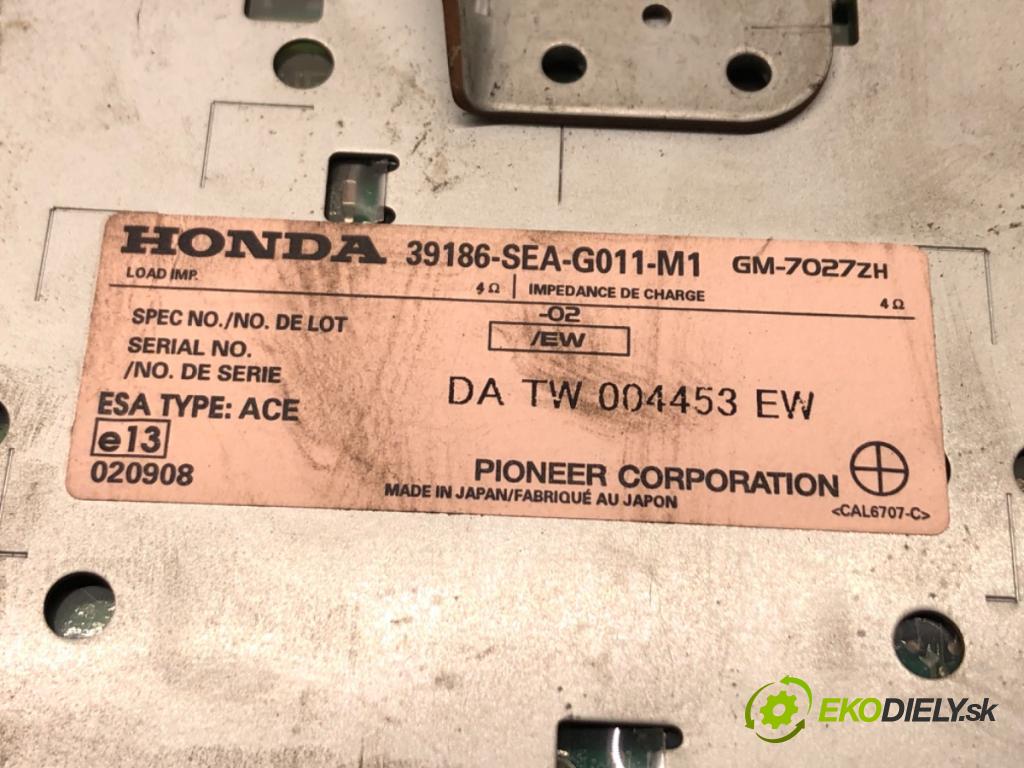 HONDA 39186-SEA-G011-M1 GM-7027ZH
LOAD IMP. 4Ω | IMPEDANCE DE CHARGE 4Ω
SPEC NO./NO. DE LOT -02
/EW
SERIAL NO.
/NO. DE SERIE DA TW 004453 EW
ESA TYPE: ACE
e13
020908
PIONEER CORPORATION
MADE IN JAPAN/FABRIQUÉ AU JAPON
<CAL6707-C>
EKODIELY.sk